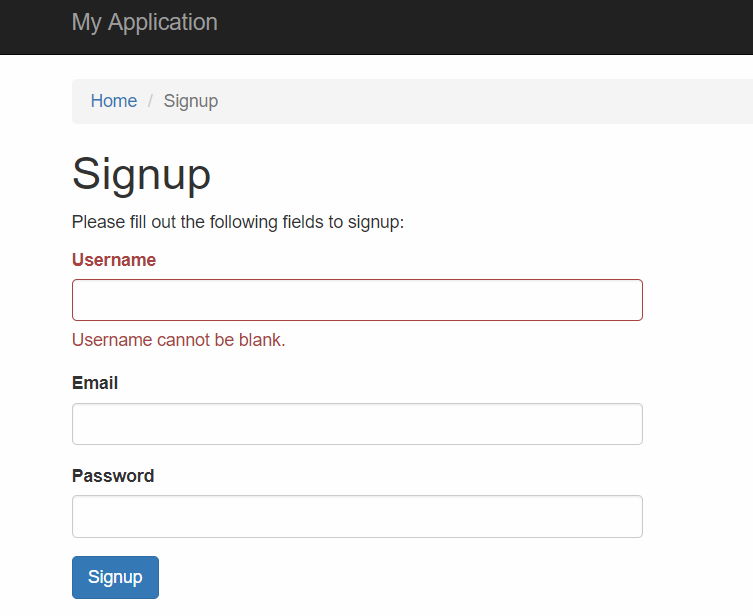 My Application
Home / Signup
Signup
Please fill out the following fields to signup:
Username
Username cannot be blank.
Email
Password
Signup